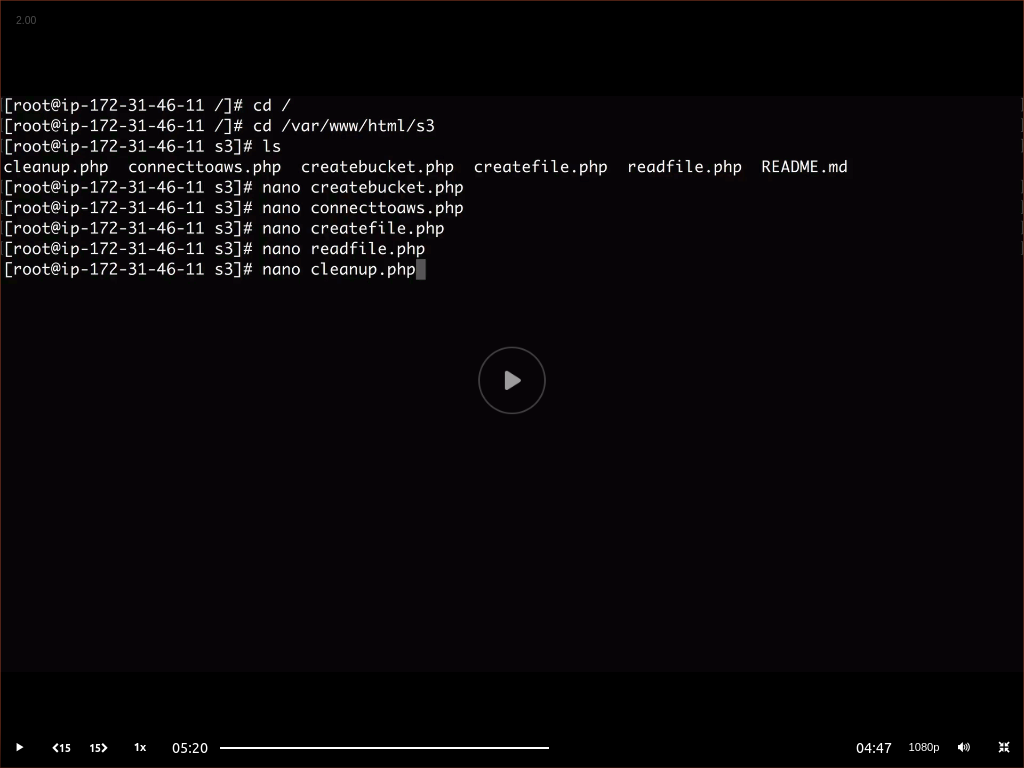 2.00
[root@ip-172-31-46-11 /]# cd /
[root@ip-172-31-46-11 /]# cd /var/www/html/s3
[root@ip-172-31-46-11 s3]# ls
cleanup.php  connecttoaws.php  createbucket.php  createfile.php  readfile.php  README.md
[root@ip-172-31-46-11 s3]# nano createbucket.php
[root@ip-172-31-46-11 s3]# nano connecttoaws.php
[root@ip-172-31-46-11 s3]# nano createfile.php
[root@ip-172-31-46-11 s3]# nano readfile.php
[root@ip-172-31-46-11 s3]# nano cleanup.php
15 15 1x 05:20 04:47 1080p